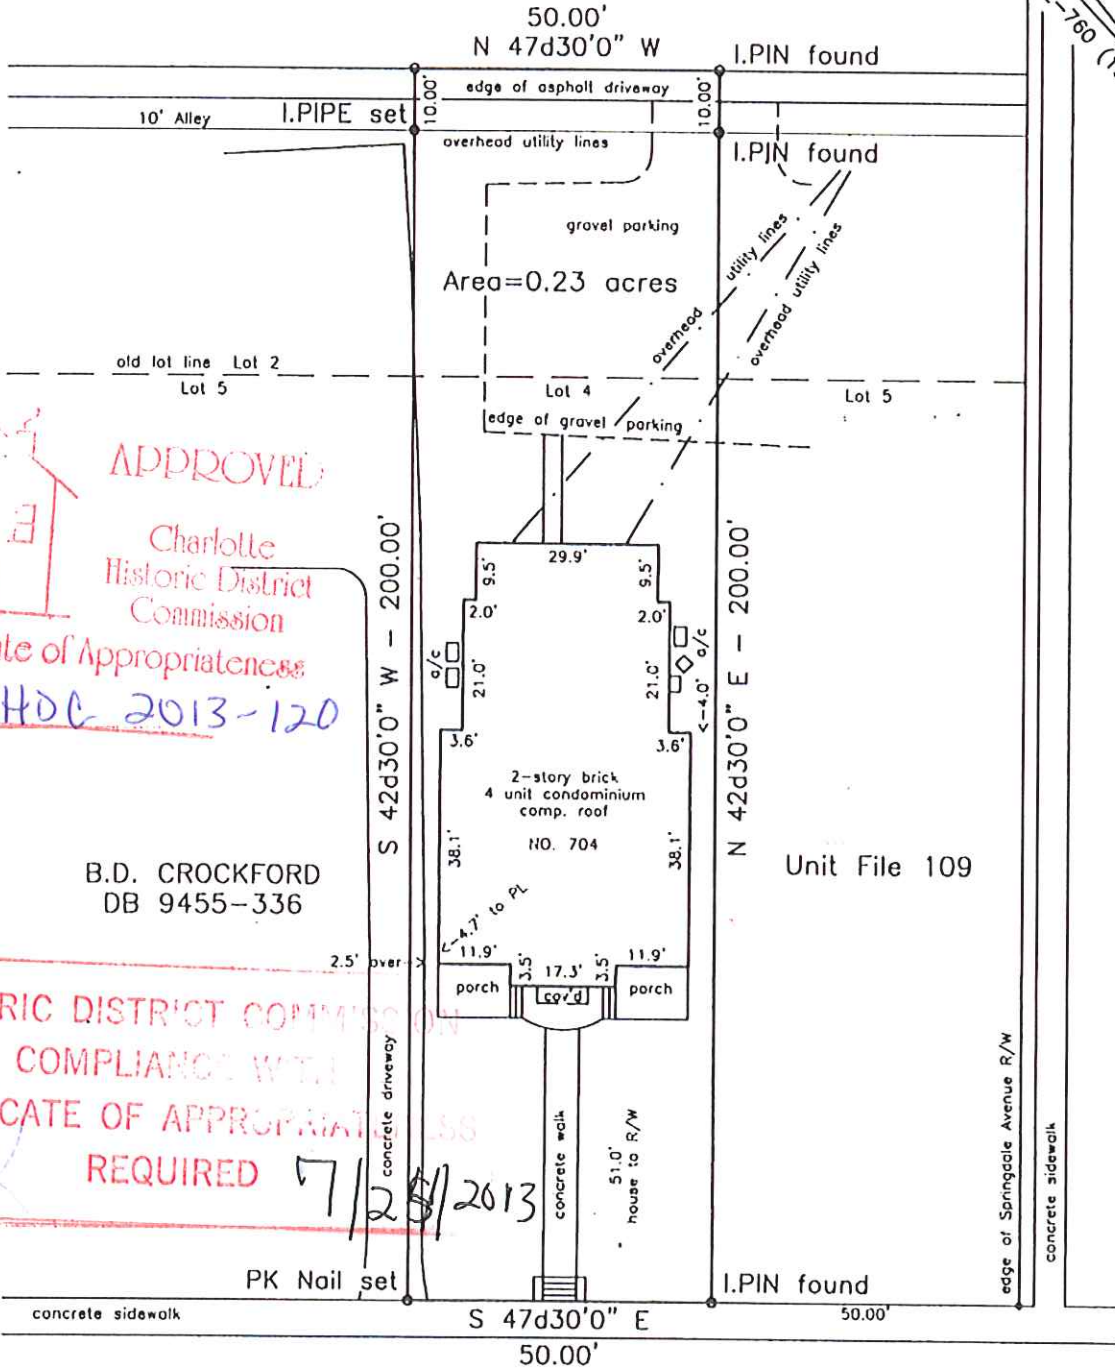 50.00'
N 47d30'0" W
I.PIN found
-760
edge of asphalt driveway
10.00'
10.00'
10' Alley
I.PIPE set
overhead utility lines
I.PIN found
gravel parking
utility lines
overhead
overhead utility lines
Area=0.23 acres
old lot line Lot 2
Lot 5
Lot 4
Lot 5
edge of gravel parking
APPROVED
Charlotte
Historic District
Commission
te of Appropriateness
HDC 2013-120
S 42d30'0" W - 200.00'
N 42d30'0" E - 200.00'
29.9'
9.5'
9.5'
2.0'
2.0'
a/c
a/c
21.0'
21.0'
<-4.0'
3.6'
3.6'
2-story brick
4 unit condominium
comp. roof
NO. 704
38.1'
38.1'
B.D. CROCKFORD
DB 9455-336
Unit File 109
<-4.7' to PL
2.5' over ->
11.9'
3.5'
17.3'
3.5'
11.9'
porch
cov'd
porch
RIC DISTRICT COMMISSION
COMPLIANCE WITH
CATE OF APPROPRIATENESS
REQUIRED
7/25/2013
concrete driveway
concrete walk
51.0'
house to R/W
edge of Springdale Avenue R/W
concrete sidewalk
PK Nail set
I.PIN found
concrete sidewalk
S 47d30'0" E
50.00'
50.00'